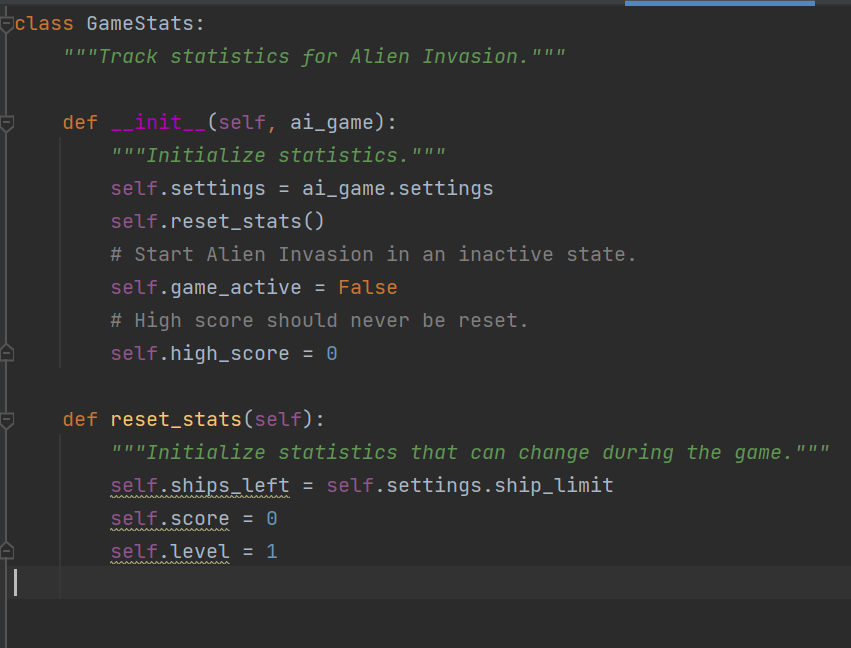 class GameStats:
    """Track statistics for Alien Invasion."""

    def __init__(self, ai_game):
        """Initialize statistics."""
        self.settings = ai_game.settings
        self.reset_stats()
        # Start Alien Invasion in an inactive state.
        self.game_active = False
        # High score should never be reset.
        self.high_score = 0

    def reset_stats(self):
        """Initialize statistics that can change during the game."""
        self.ships_left = self.settings.ship_limit
        self.score = 0
        self.level = 1